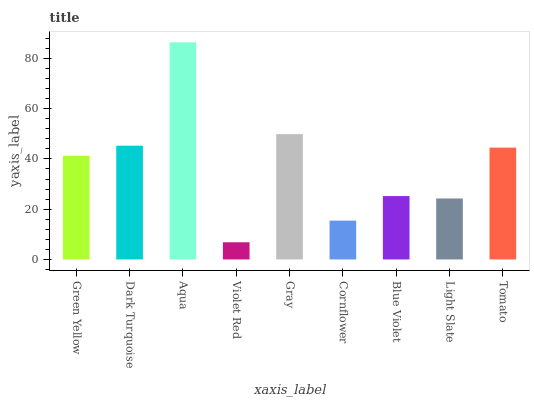 title
80
60
40
20
0
yaxis_label
Green Yellow
Dark Turquoise
Aqua
Violet Red
Gray
Cornflower
Blue Violet
Light Slate
Tomato
xaxis_label